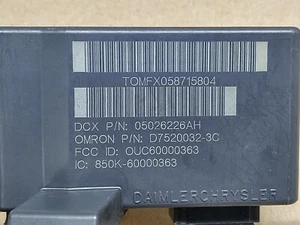 TOMFX058715804
DCX P/N: 05026226AH
OMRON P/N: D7520032-3C
FCC ID: OUC60000363
IC: 850K-60000363
DAIMLERCHRYSLER